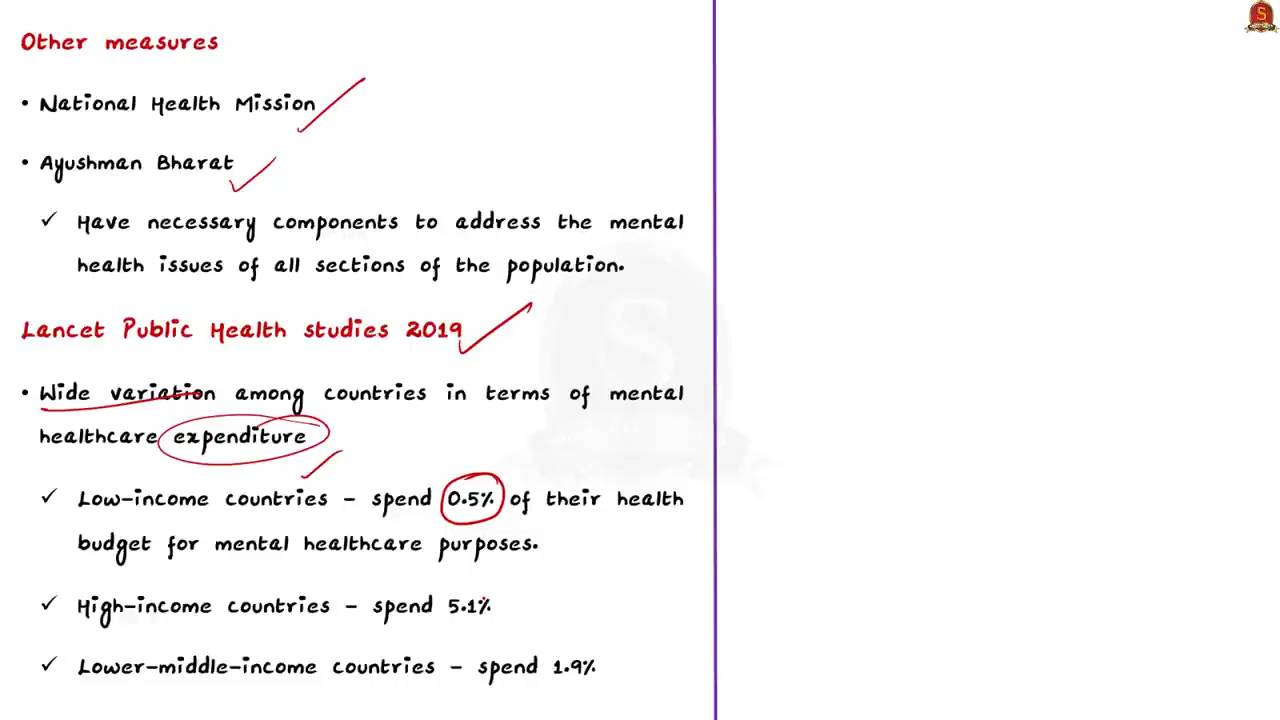 Other measures
• National Health Mission
• Ayushman Bharat
✓ Have necessary components to address the mental
health issues of all sections of the population.
Lancet Public Health studies 2019
• Wide variation among countries in terms of mental
healthcare expenditure
✓ Low-income countries - spend 0.5% of their health
budget for mental healthcare purposes.
✓ High-income countries - spend 5.1%
✓ Lower-middle-income countries - spend 1.9%